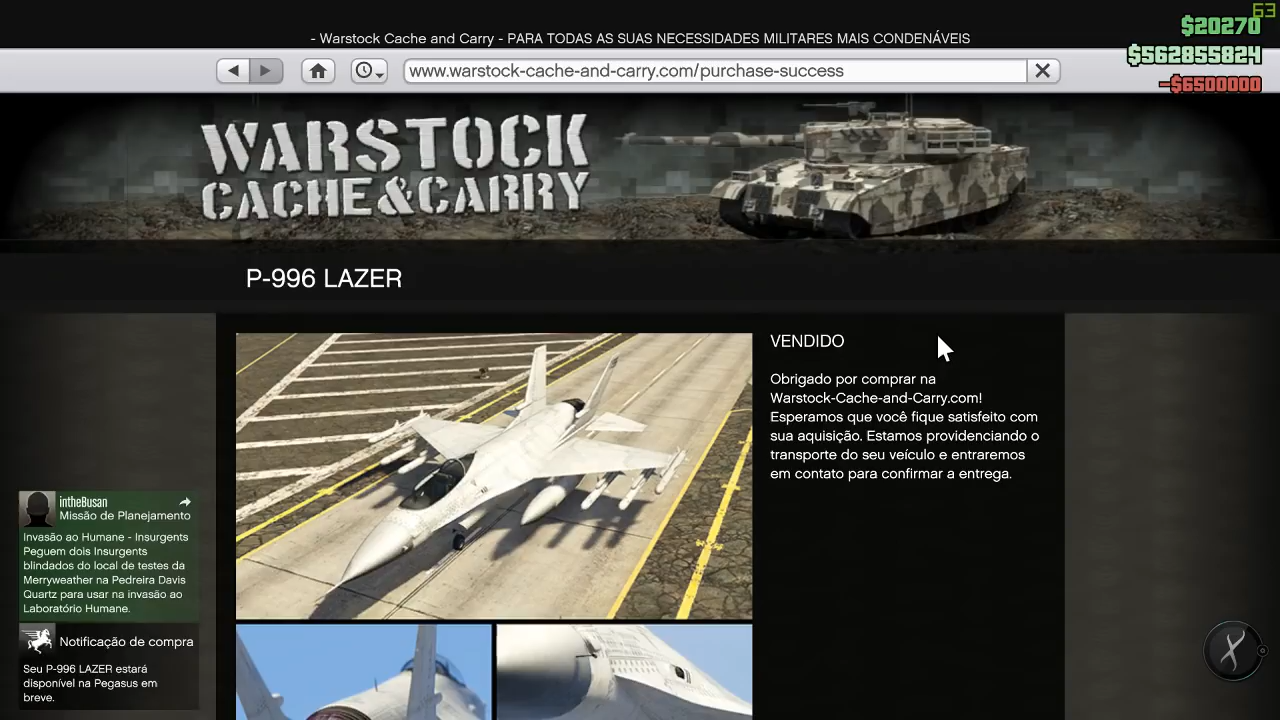 63
$20270
- Warstock Cache and Carry - PARA TODAS AS SUAS NECESSIDADES MILITARES MAIS CONDENÁVEIS
$562855824
www.warstock-cache-and-carry.com/purchase-success
-$6500000
WARSTOCK
CACHE&CARRY
P-996 LAZER
VENDIDO
Obrigado por comprar na
Warstock-Cache-and-Carry.com!
Esperamos que você fique satisfeito com
sua aquisição. Estamos providenciando o
transporte do seu veículo e entraremos
em contato para confirmar a entrega.
intheBusan
Missão de Planejamento
Invasão ao Humane - Insurgents
Peguem dois Insurgents
blindados do local de testes da
Merryweather na Pedreira Davis
Quartz para usar na invasão ao
Laboratório Humane.
Notificação de compra
Seu P-996 LAZER estará
disponível na Pegasus em
breve.